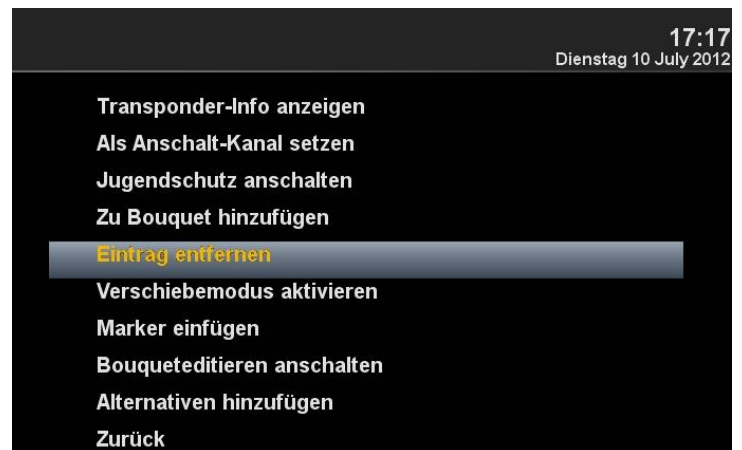 17:17
Dienstag 10 July 2012
Transponder-Info anzeigen
Als Anschalt-Kanal setzen
Jugendschutz anschalten
Zu Bouquet hinzufügen
Eintrag entfernen
Verschiebemodus aktivieren
Marker einfügen
Bouqueteditieren anschalten
Alternativen hinzufügen
Zurück